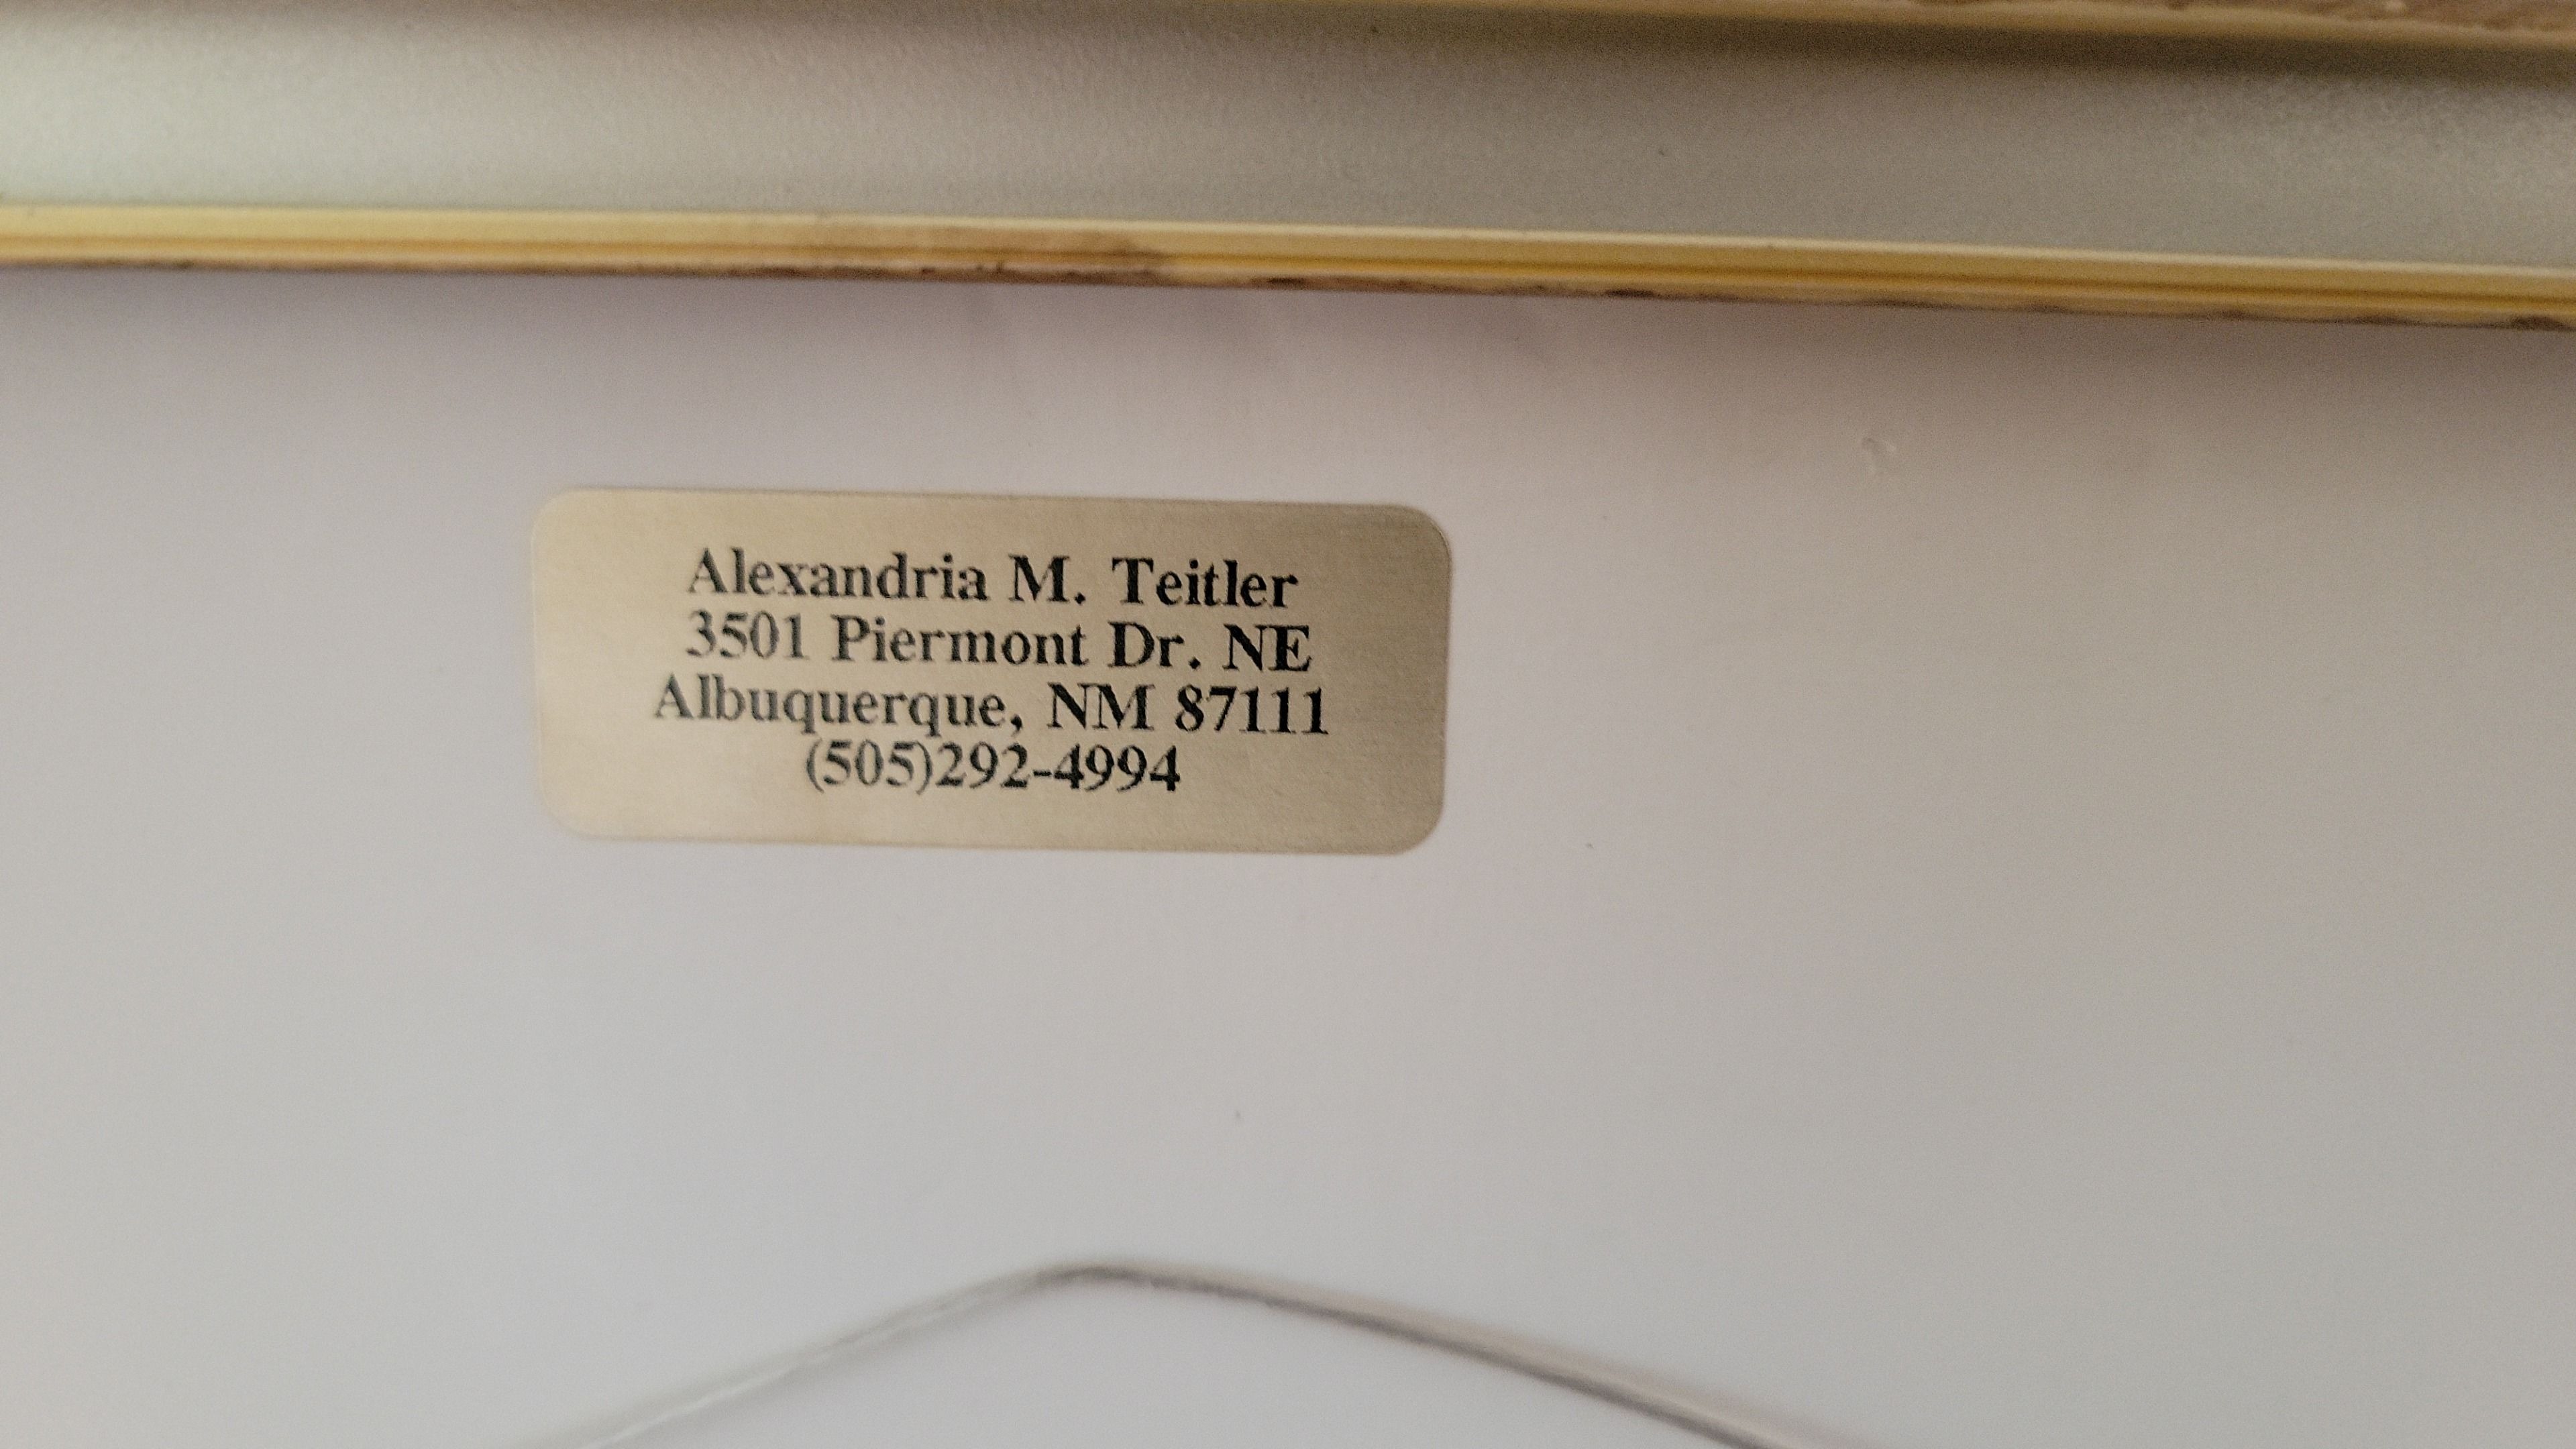 Alexandria M. Teitler
3501 Piermont Dr. NE
Albuquerque, NM 87111
(505)292-4994